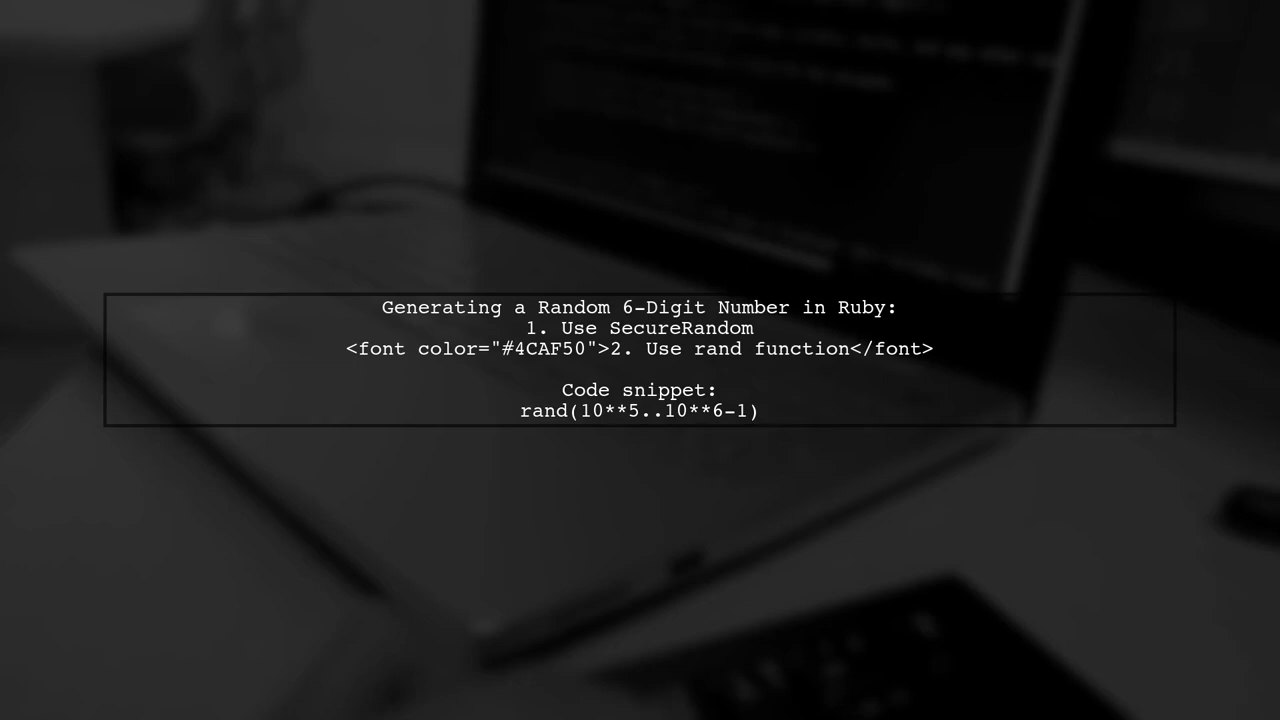 Generating a Random 6-Digit Number in Ruby:
1. Use SecureRandom
<font color="#4CAF50">2. Use rand function</font>
Code snippet:
rand(10**5..10**6-1)